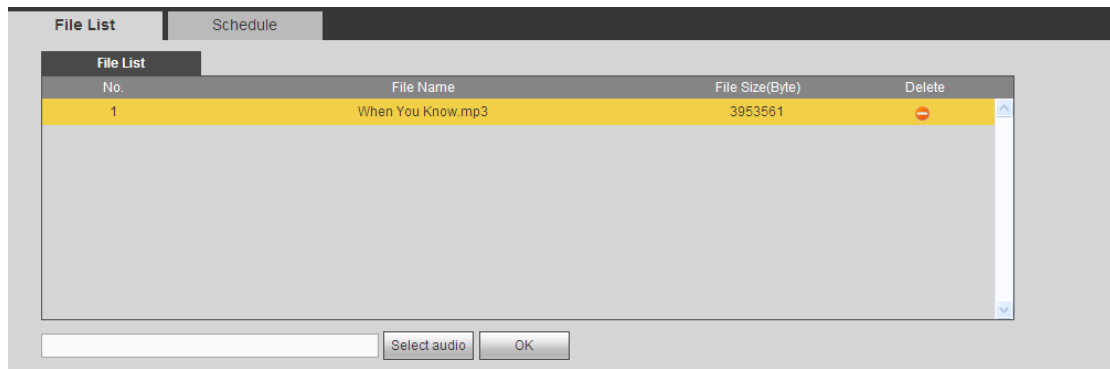 File List Schedule
File List
No. File Name File Size(Byte) Delete
1 When You Know.mp3 3953561
Select audio OK